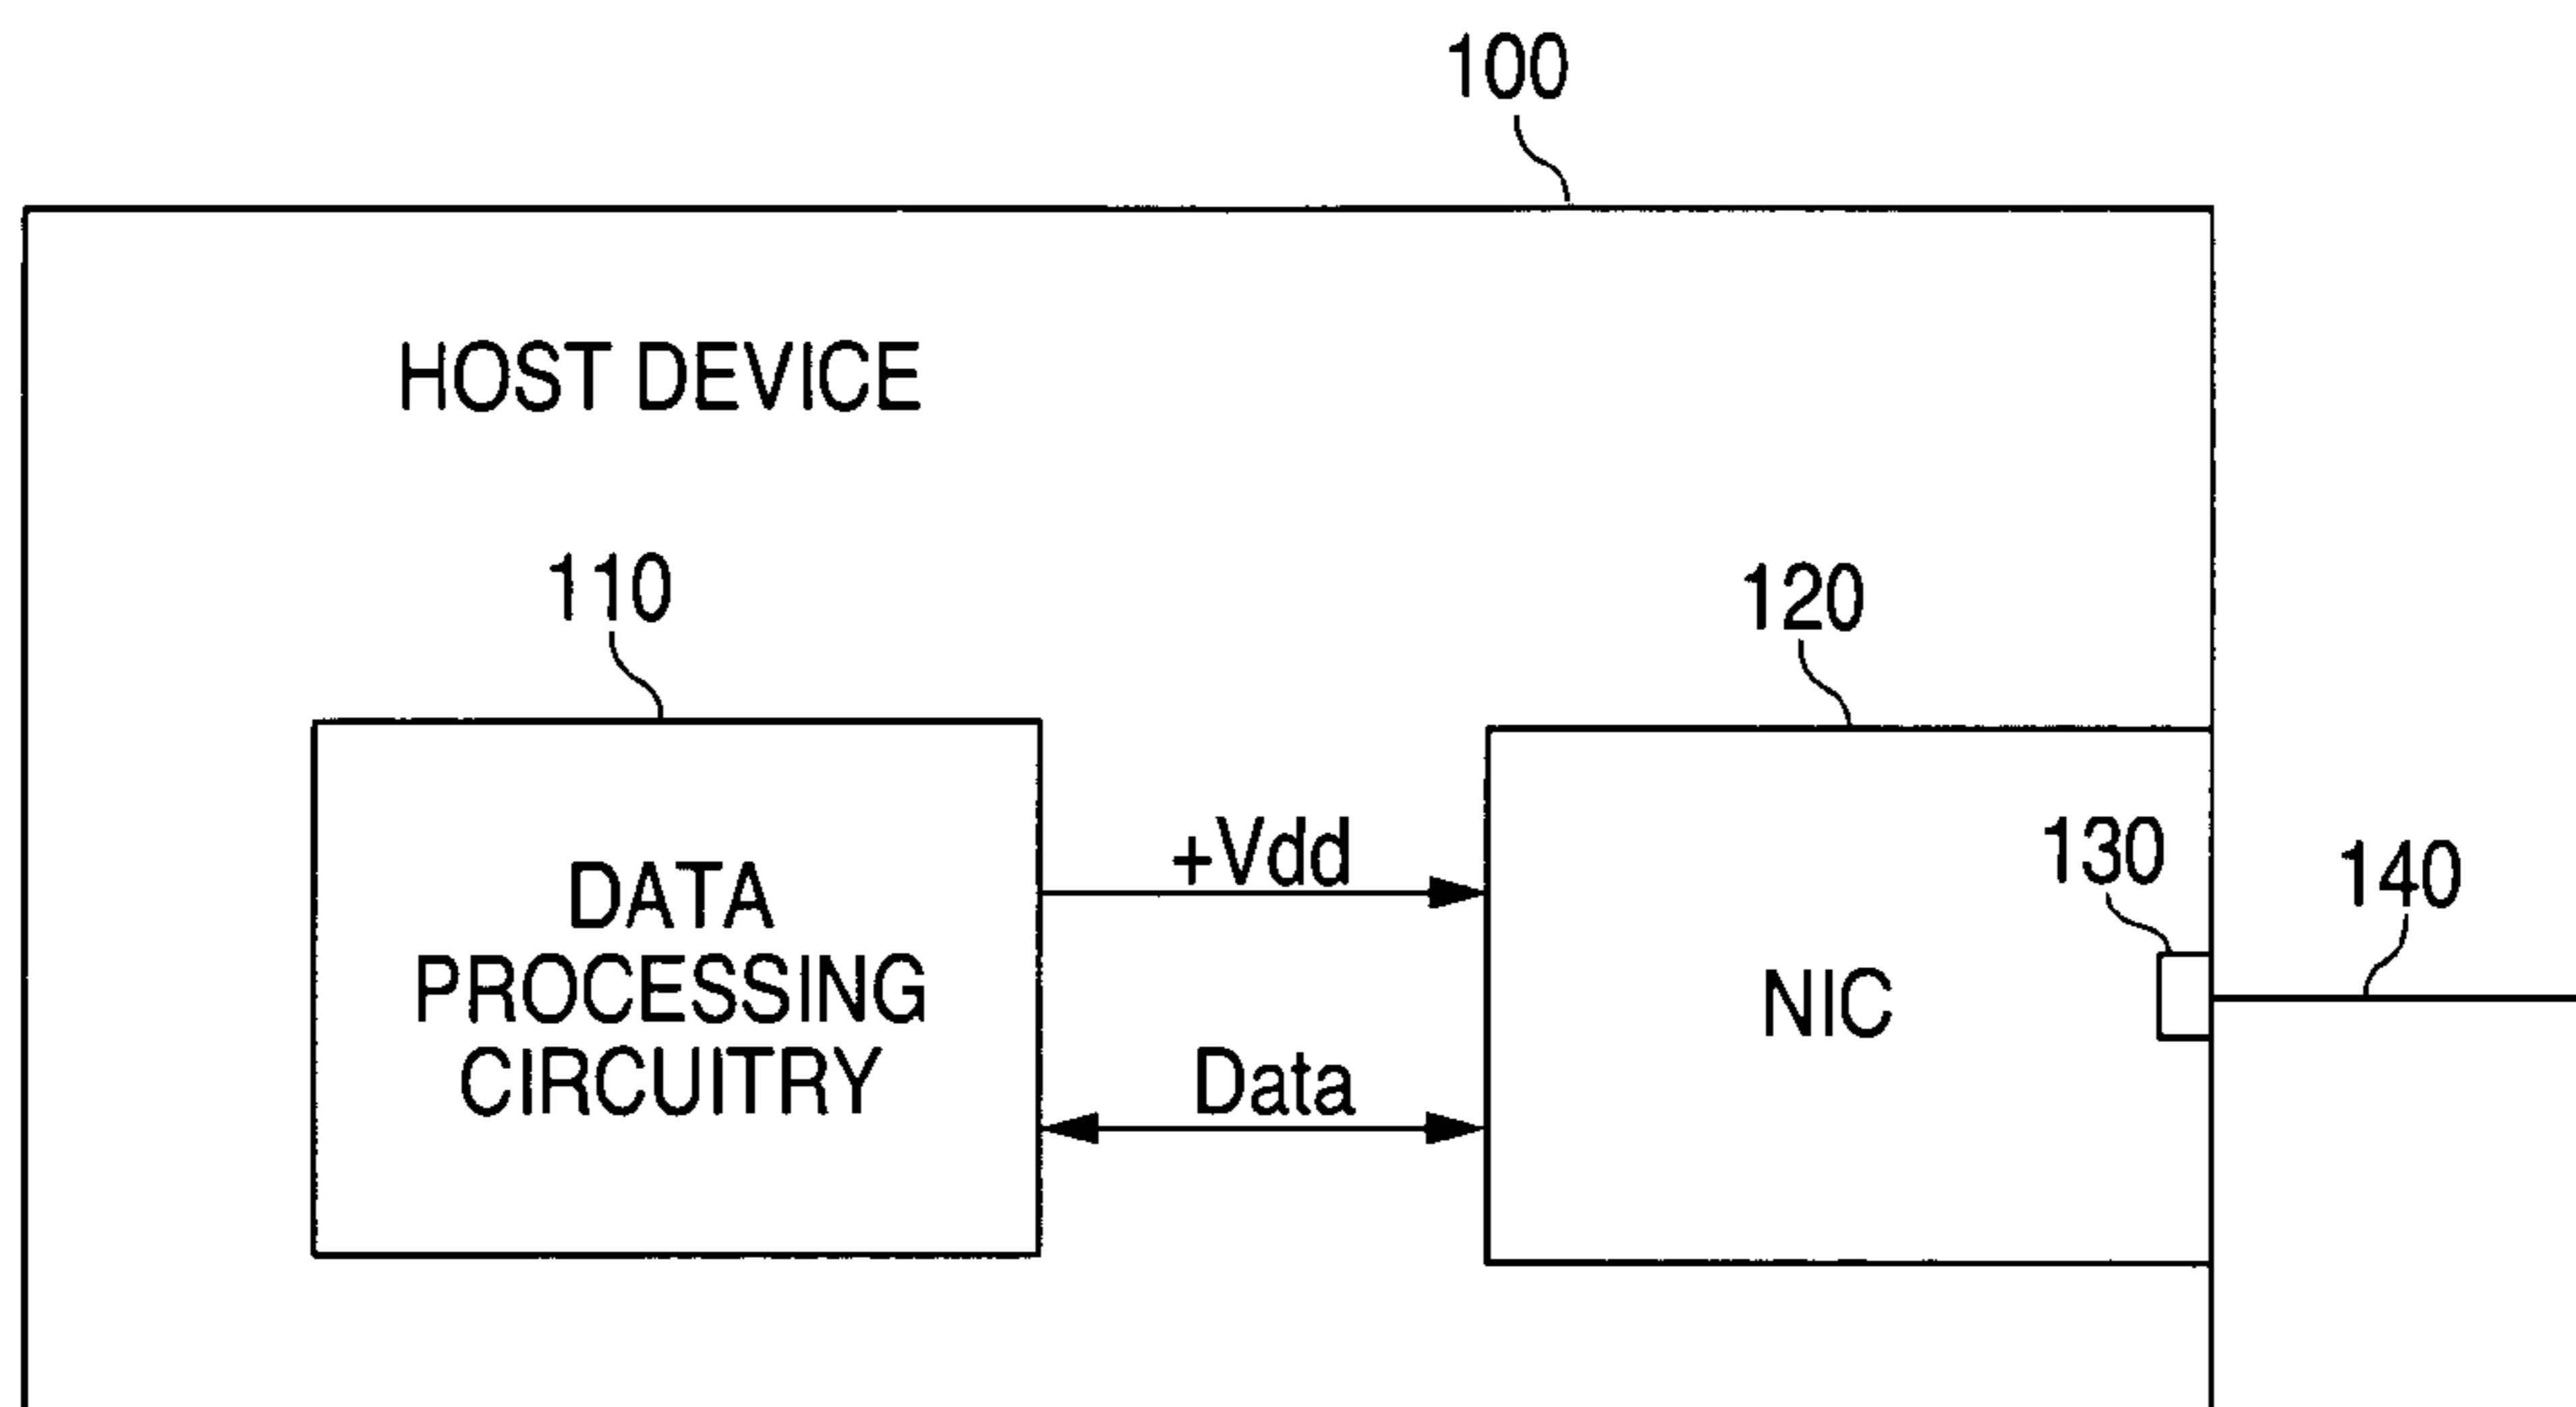 100
HOST DEVICE
110
120
+Vdd
130
140
DATA
PROCESSING
CIRCUITRY
NIC
Data